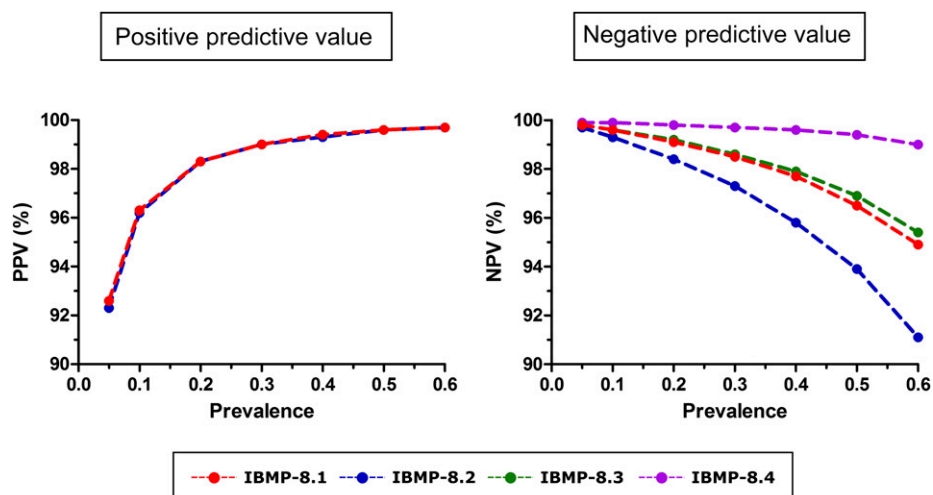 Positive predictive value
Negative predictive value
PPV (%)
100
98
96
94
92
90
0.0 0.1 0.2 0.3 0.4 0.5 0.6
Prevalence
NPV (%)
100
98
96
94
92
90
0.0 0.1 0.2 0.3 0.4 0.5 0.6
Prevalence
IBMP-8.1 IBMP-8.2 IBMP-8.3 IBMP-8.4